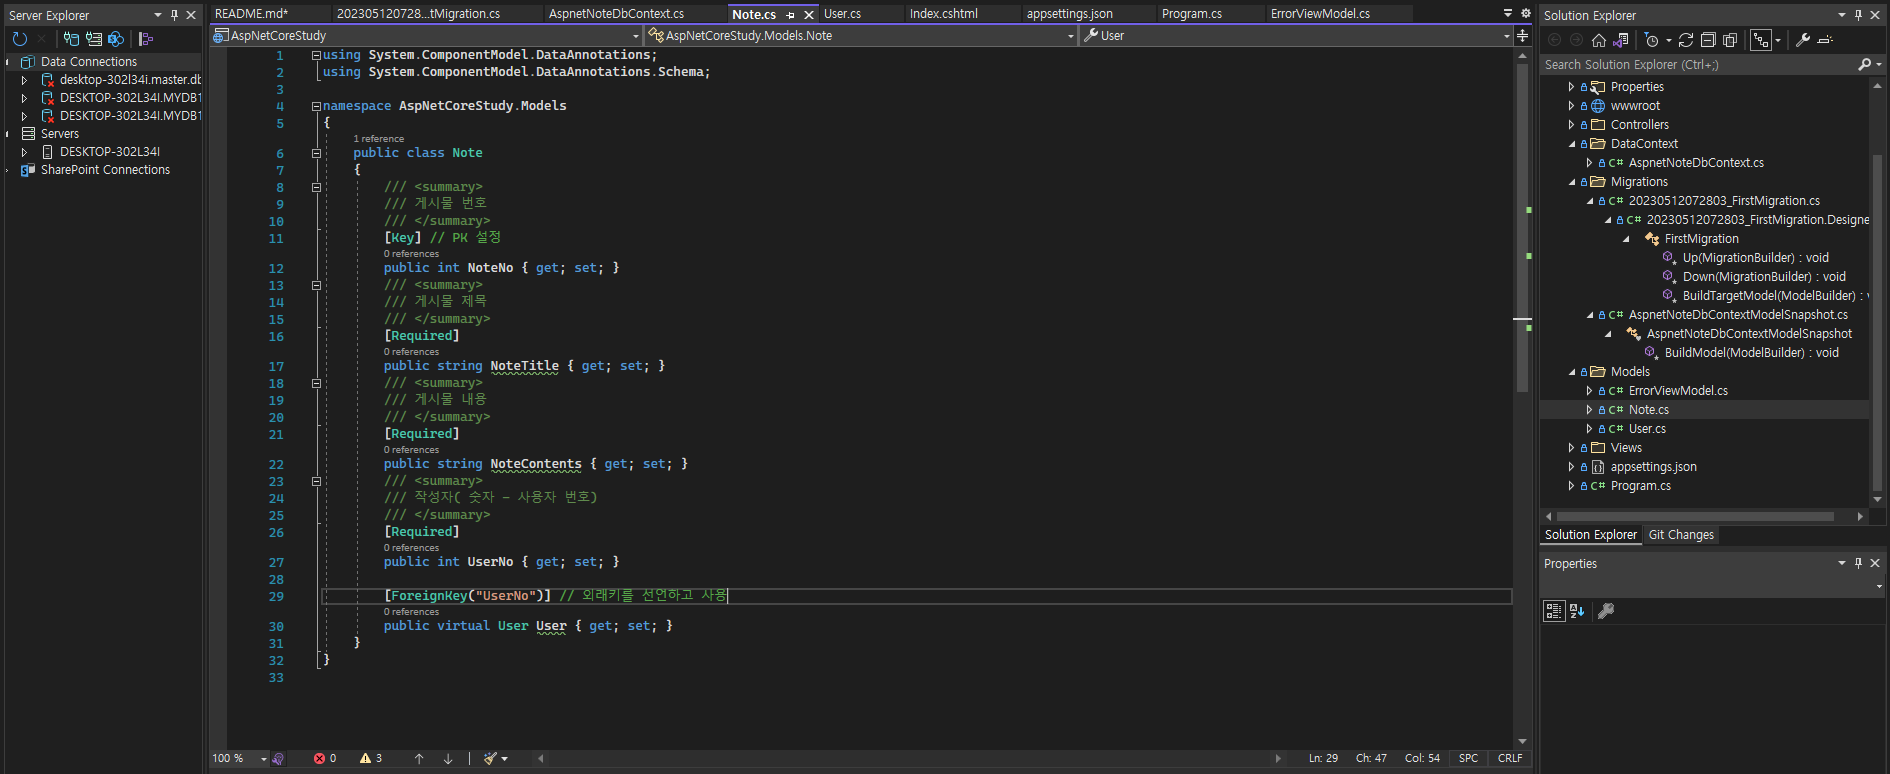 Server Explorer
Data Connections
desktop-302l34i.master.db
DESKTOP-302L34I.MYDB1
DESKTOP-302L34I.MYDB1
Servers
DESKTOP-302L34I
SharePoint Connections
README.md* 202305120728...tMigration.cs AspnetNoteDbContext.cs Note.cs User.cs Index.cshtml appsettings.json Program.cs ErrorViewModel.cs
AspNetCoreStudy AspNetCoreStudy.Models.Note User
1 using System.ComponentModel.DataAnnotations;
2 using System.ComponentModel.DataAnnotations.Schema;
3
4 namespace AspNetCoreStudy.Models
5 {
1 reference
6 public class Note
7 {
8 /// <summary>
9 /// 게시물 번호
10 /// </summary>
11 [Key] // PK 설정
0 references
12 public int NoteNo { get; set; }
13 /// <summary>
14 /// 게시물 제목
15 /// </summary>
16 [Required]
0 references
17 public string NoteTitle { get; set; }
18 /// <summary>
19 /// 게시물 내용
20 /// </summary>
21 [Required]
0 references
22 public string NoteContents { get; set; }
23 /// <summary>
24 /// 작성자( 숫자 - 사용자 번호)
25 /// </summary>
26 [Required]
0 references
27 public int UserNo { get; set; }
28
29 [ForeignKey("UserNo")] // 외래키를 선언하고 사용
0 references
30 public virtual User User { get; set; }
31 }
32 }
33
100 % 0 3 Ln: 29 Ch: 47 Col: 54 SPC CRLF
Solution Explorer
Search Solution Explorer (Ctrl+;)
Properties
wwwroot
Controllers
DataContext
C# AspnetNoteDbContext.cs
Migrations
C# 20230512072803_FirstMigration.cs
C# 20230512072803_FirstMigration.Designe
FirstMigration
Up(MigrationBuilder) : void
Down(MigrationBuilder) : void
BuildTargetModel(ModelBuilder) : v
C# AspnetNoteDbContextModelSnapshot.cs
AspnetNoteDbContextModelSnapshot
BuildModel(ModelBuilder) : void
Models
C# ErrorViewModel.cs
C# Note.cs
C# User.cs
Views
appsettings.json
C# Program.cs
Solution Explorer Git Changes
Properties